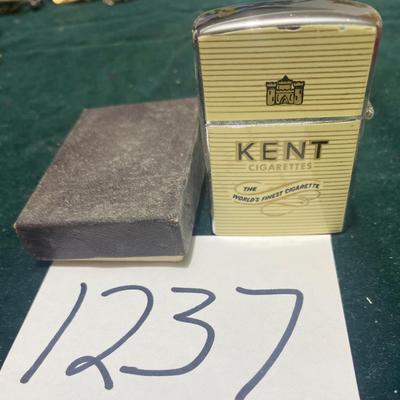 KENT
CIGARETTES
THE
WORLD'S FINEST CIGARETTE
1237